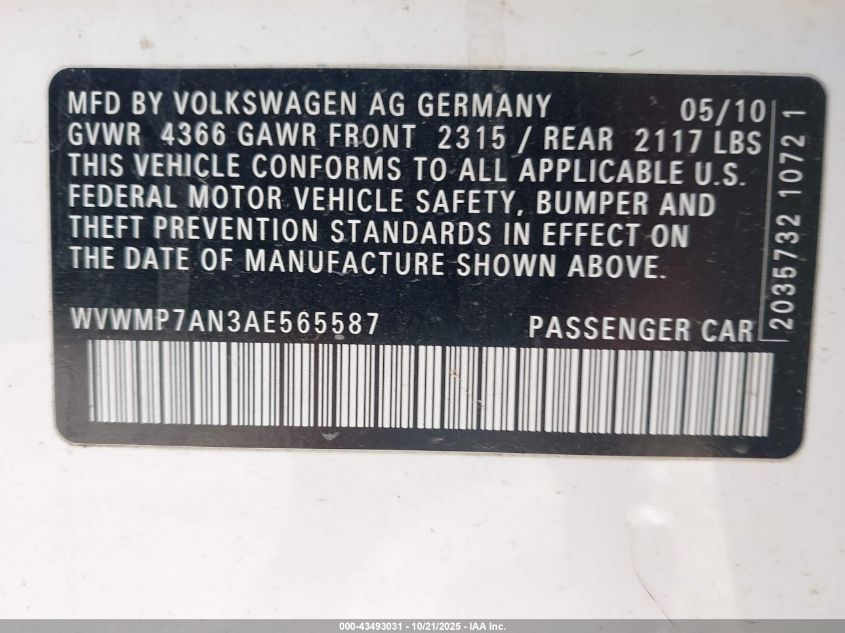 MFD BY VOLKSWAGEN AG GERMANY 05/10
GVWR 4366 GAWR FRONT 2315 / REAR 2117 LBS
THIS VEHICLE CONFORMS TO ALL APPLICABLE U.S.
FEDERAL MOTOR VEHICLE SAFETY, BUMPER AND
THEFT PREVENTION STANDARDS IN EFFECT ON
THE DATE OF MANUFACTURE SHOWN ABOVE.
WVWMP7AN3AE565587 PASSENGER CAR
2035732 1072 1
000-43493031 - 10/21/2025 - IAA Inc.